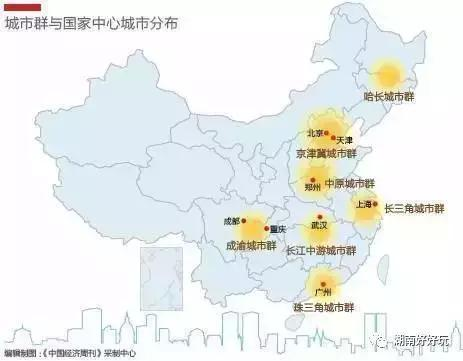 城市群与国家中心城市分布
哈长城市群
北京
天津
京津冀城市群
郑州
中原城市群
上海
长三角城市群
成都
重庆
成渝城市群
武汉
长江中游城市群
广州
珠三角城市群
编辑制图:《中国经济周刊》采制中心
湖南好好玩